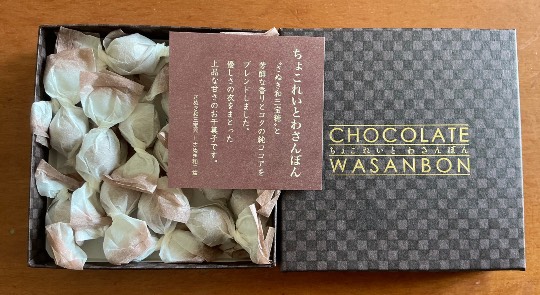 ちょこれいとわさんぼん
“さぬき和三宝糖”と
芳醇な香りとコクの純ココアを
ブレンドしました。
優しさの衣をまとった
上品な甘さのお干菓子です。
CHOCOLATE
ちょこれいと わさんぼん
WASANBON